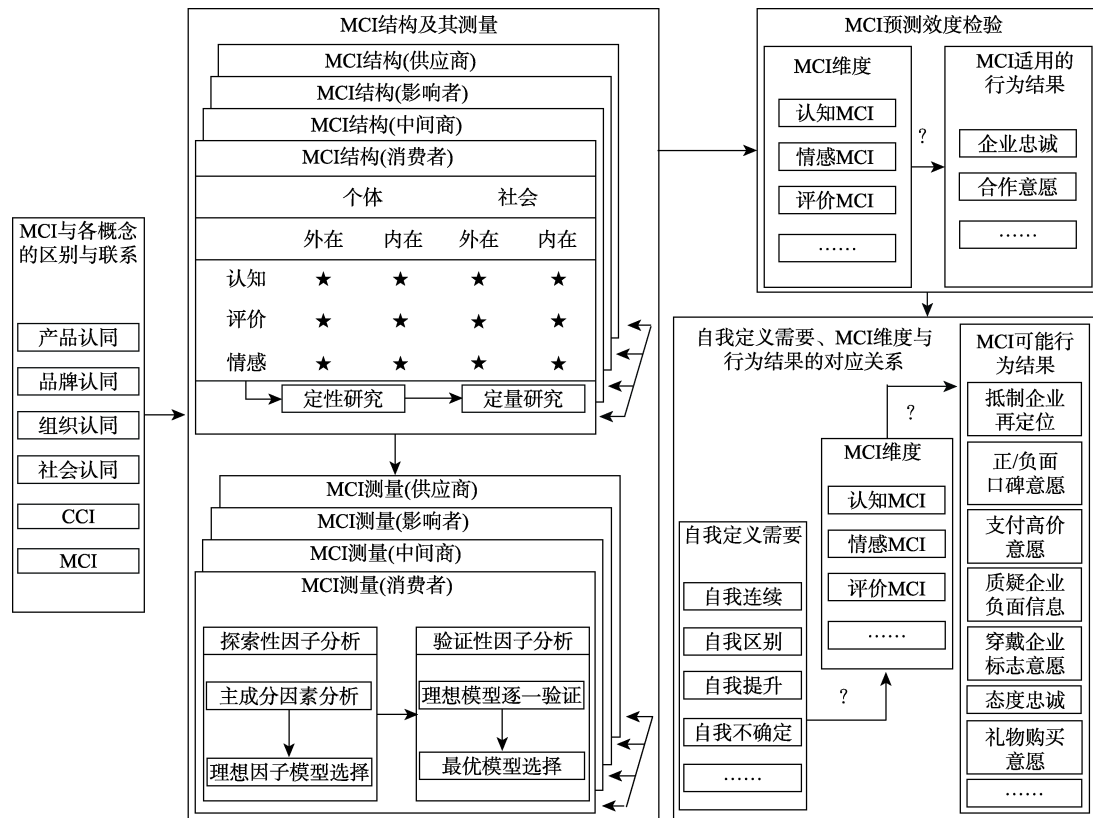 MCI与各概念
的区别与联系
产品认同
品牌认同
组织认同
社会认同
CCI
MCI
MCI结构及其测量
MCI结构(供应商)
MCI结构(影响者)
MCI结构(中间商)
MCI结构(消费者)
个体 社会
外在 内在 外在 内在
认知 ★ ★ ★ ★
评价 ★ ★ ★ ★
情感 ★ ★ ★ ★
定性研究 定量研究
MCI测量(供应商)
MCI测量(影响者)
MCI测量(中间商)
MCI测量(消费者)
探索性因子分析
主成分因素分析
理想因子模型选择
验证性因子分析
理想模型逐一验证
最优模型选择
MCI预测效度检验
MCI维度
认知MCI
情感MCI
评价MCI
……
?
MCI适用的
行为结果
企业忠诚
合作意愿
……
自我定义需要、MCI维度与
行为结果的对应关系
自我定义需要
自我连续
自我区别
自我提升
自我不确定
……
?
MCI维度
认知MCI
情感MCI
评价MCI
……
?
MCI可能行
为结果
抵制企业
再定位
正/负面
口碑意愿
支付高价
意愿
质疑企业
负面信息
穿戴企业
标志意愿
态度忠诚
礼物购买
意愿
……